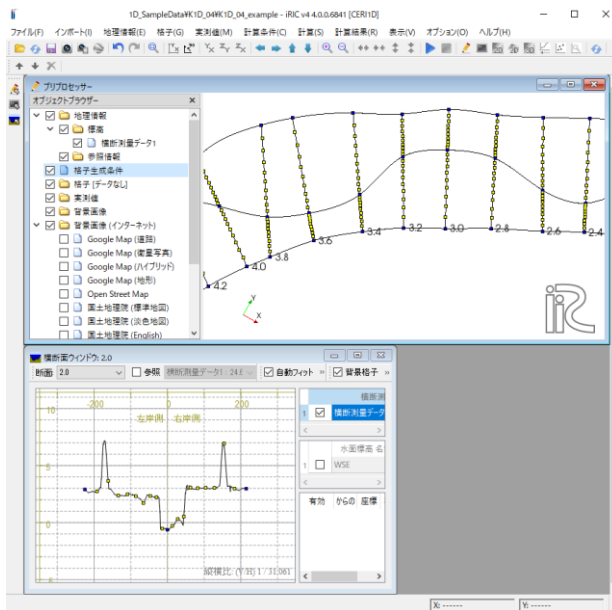 1D_SampleData¥K1D_04¥K1D_04_example - iRIC v4 4.0.0.6841 [CERI1D]
ファイル(F) インポート(I) 地理情報(E) 格子(G) 実測値(M) 計算条件(C) 計算(S) 計算結果(R) 表示(V) オプション(O) ヘルプ(H)
プリプロセッサー
オブジェクトブラウザー
地理情報
標高
横断測量データ1
参照情報
格子生成条件
格子 [データなし]
実測値
背景画像
背景画像 (インターネット)
Google Map (道路)
Google Map (衛星写真)
Google Map (ハイブリッド)
Google Map (地形)
Open Street Map
国土地理院 (標準地図)
国土地理院 (淡色地図)
国土地理院 (English)
4.2 4.0 3.8 3.6 3.4 3.2 3.0 2.8 2.6 2.4
Y
X
iRIC
横断面ウィンドウ: 2.0
断面 2.0 参照 横断測量データ1 : 24.8 自動フィット » 背景格子 »
-200 0 200
左岸側 右岸側
10
5
0
縦横比: (V/H) 1 / 31.061
横断測
1 横断測量データ
水面標高 名
1 WSE
有効 からの 座標
X: ------ Y: ------